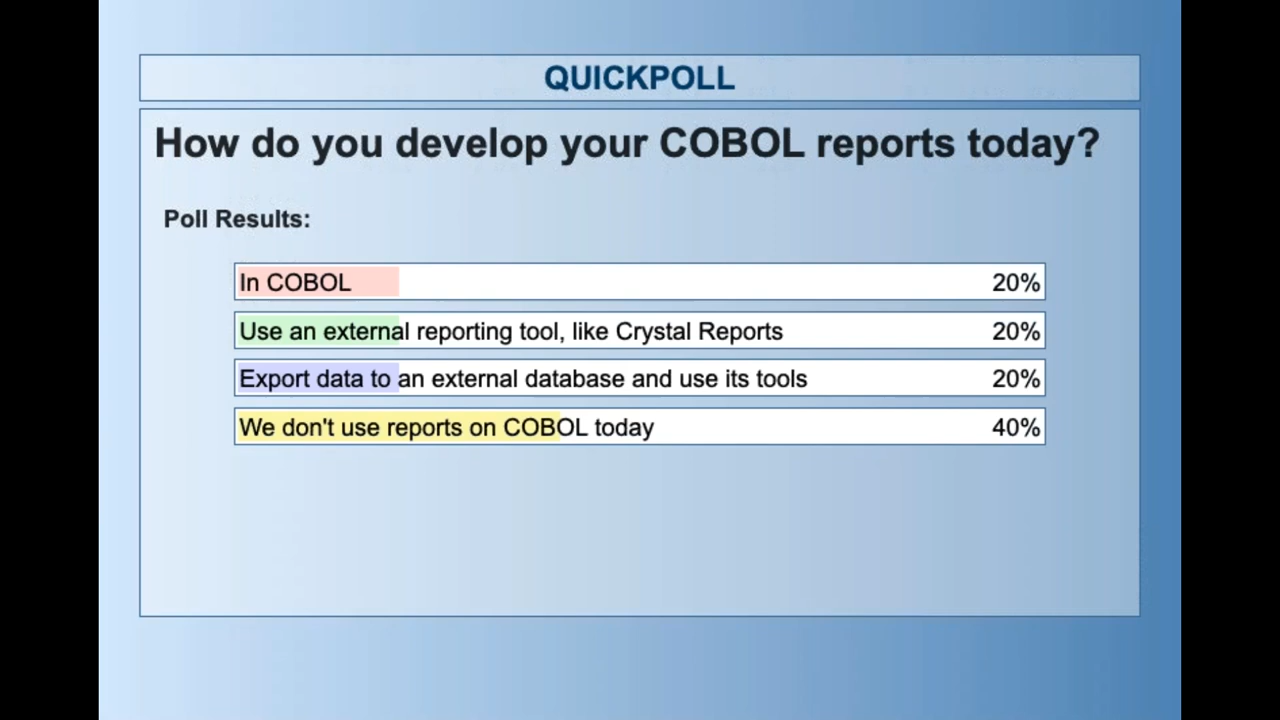 QUICKPOLL
How do you develop your COBOL reports today?
Poll Results:
In COBOL 20%
Use an external reporting tool, like Crystal Reports 20%
Export data to an external database and use its tools 20%
We don't use reports on COBOL today 40%